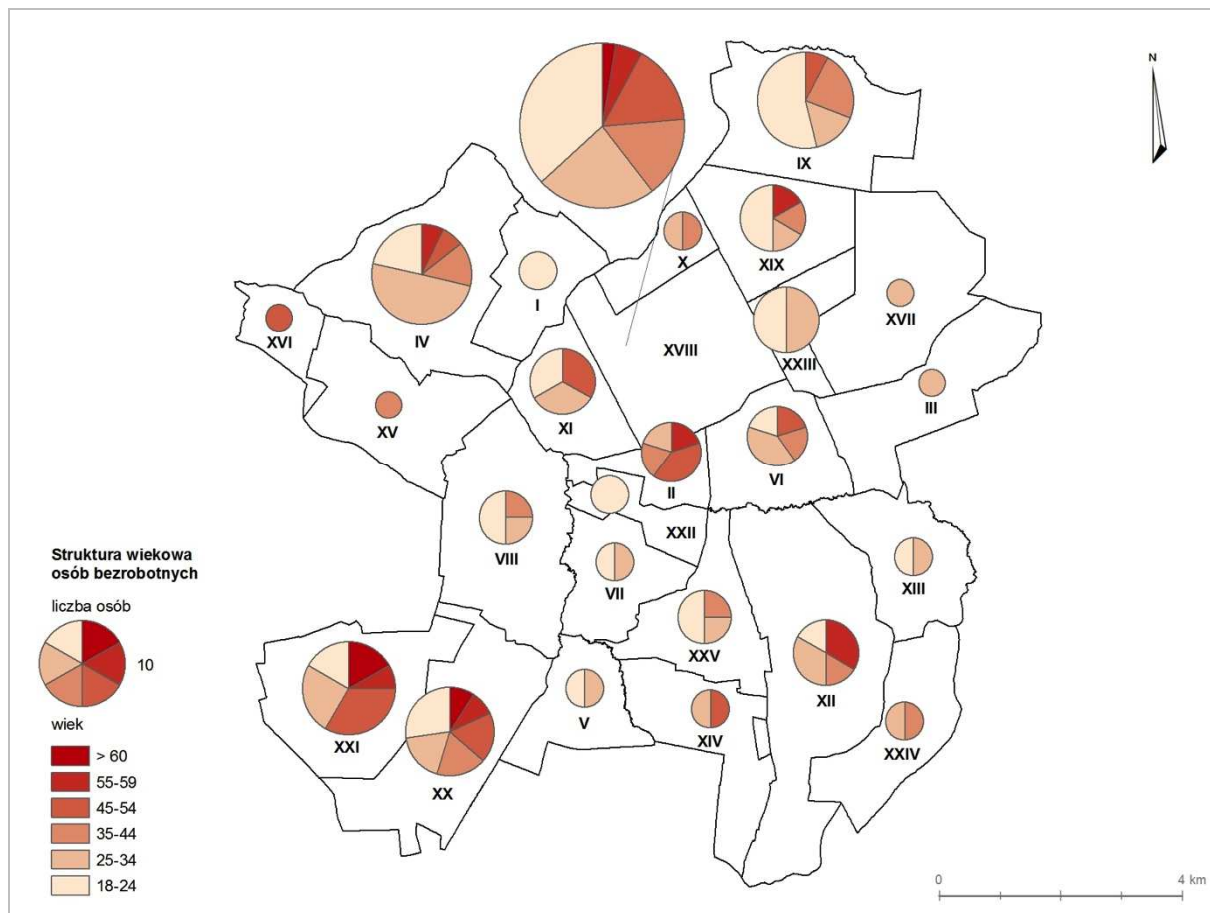 N
IX
X
XIX
I
XVII
XVI
IV
XVIII
XXIII
III
XV
XI
VI
II
VIII
XXII
VII
XIII
XXV
XII
V
XIV
XXIV
XXI
XX
Struktura wiekowa
osób bezrobotnych
liczba osób
10
wiek
> 60
55-59
45-54
35-44
25-34
18-24
0 4 km